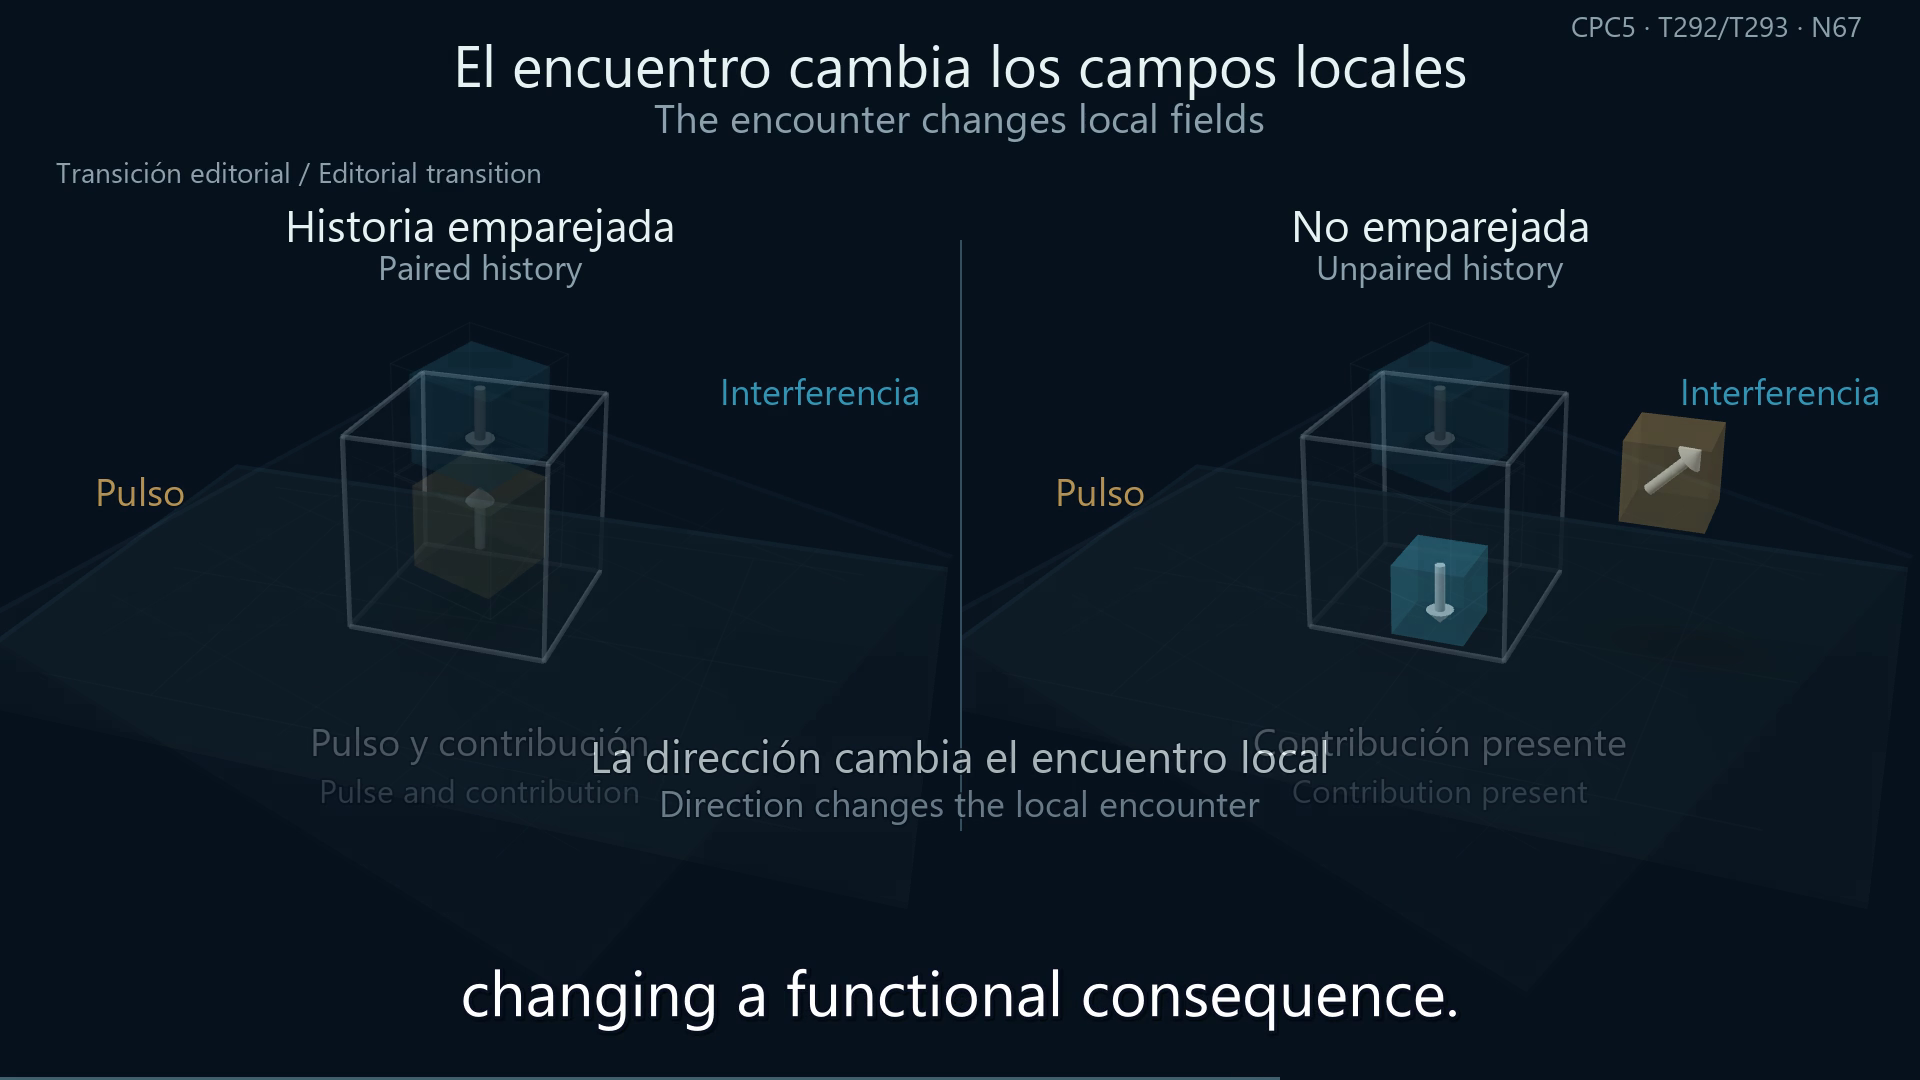 CPC5 · T292/T293 · N67
El encuentro cambia los campos locales
The encounter changes local fields
Transición editorial / Editorial transition
Historia emparejada
Paired history
No emparejada
Unpaired history
Interferencia
Pulso
Interferencia
Pulso
Pulso y contribución
Pulse and contribution
Contribución presente
Contribution present
La dirección cambia el encuentro local
Direction changes the local encounter
changing a functional consequence.